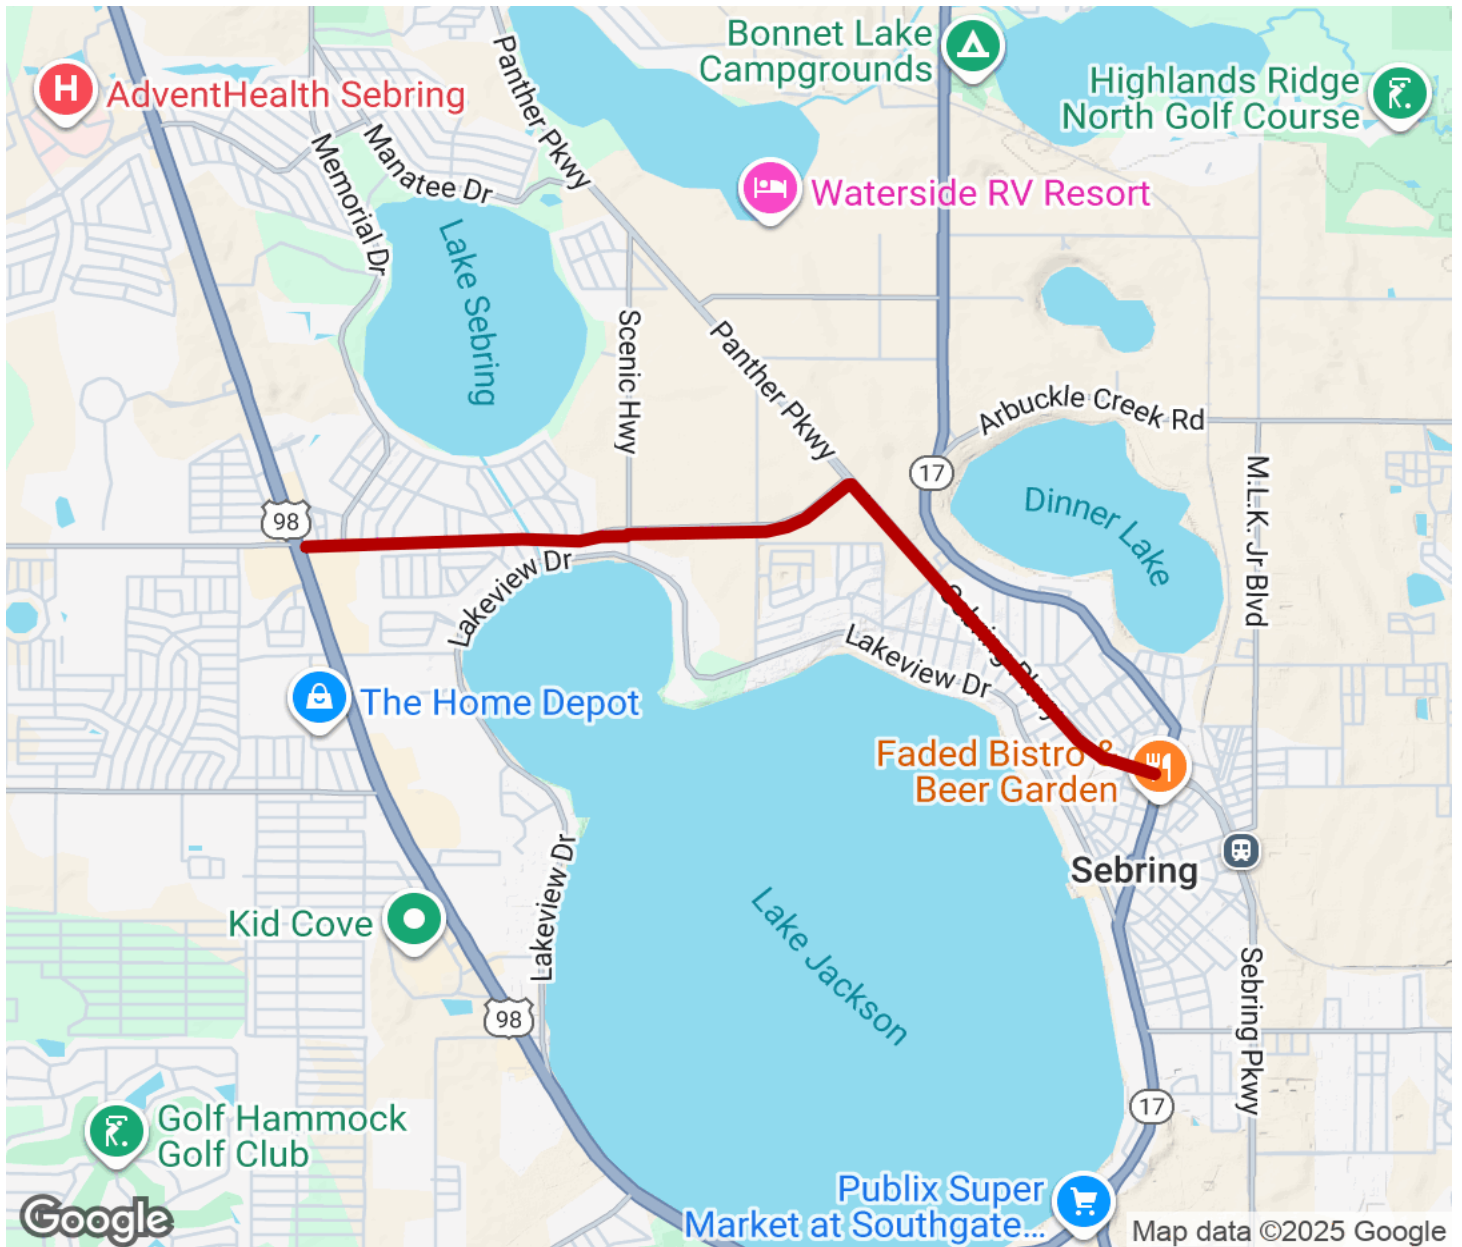 Bonnet Lake
Campgrounds
Highlands Ridge
North Golf Course
H
AdventHealth Sebring
Panther Pkwy
Manatee Dr
Memorial Dr
Waterside RV Resort
Lake Sebring
Scenic Hwy
Panther Pkwy
Arbuckle Creek Rd
17
98
Dinner Lake
M.L.K. Jr Blvd
Lakeview Dr
Sebring Pkwy
Lakeview Dr
The Home Depot
Faded Bistro &
Beer Garden
Sebring
Lakeview Dr
Kid Cove
Lake Jackson
98
Sebring Pkwy
17
Golf Hammock
Golf Club
Publix Super
Market at Southgate...
Google
Map data ©2025 Google